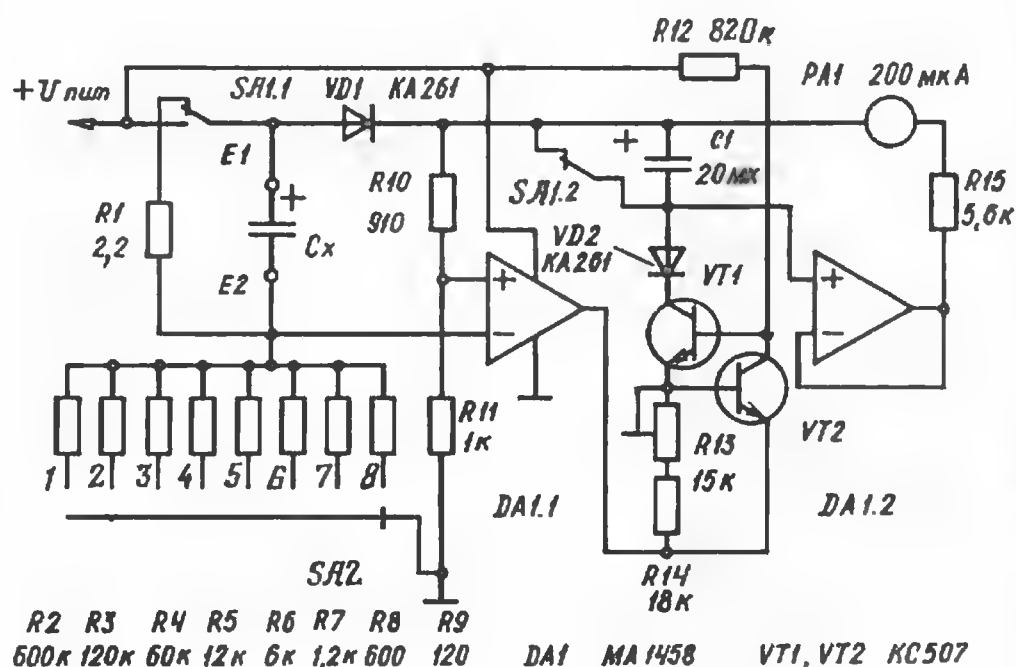 R12 820к
PA1 200 мкА
+Uпит
SA1.1 VD1 КА261
E1
+
+
C1
20мк
R10
910
SA1.2
R15
5,6к
R1
2,2
Cx
E2
VD2
КА261
VT1
+
−
+
−
R11
1к
R13
15к
VT2
1 2 3 4 5 6 7 8
DA1.1
DA1.2
SA2
R14
18к
R2 R3 R4 R5 R6 R7 R8 R9
600к 120к 60к 12к 6к 1,2к 600 120
DA1 MA1458 VT1, VT2 KC507